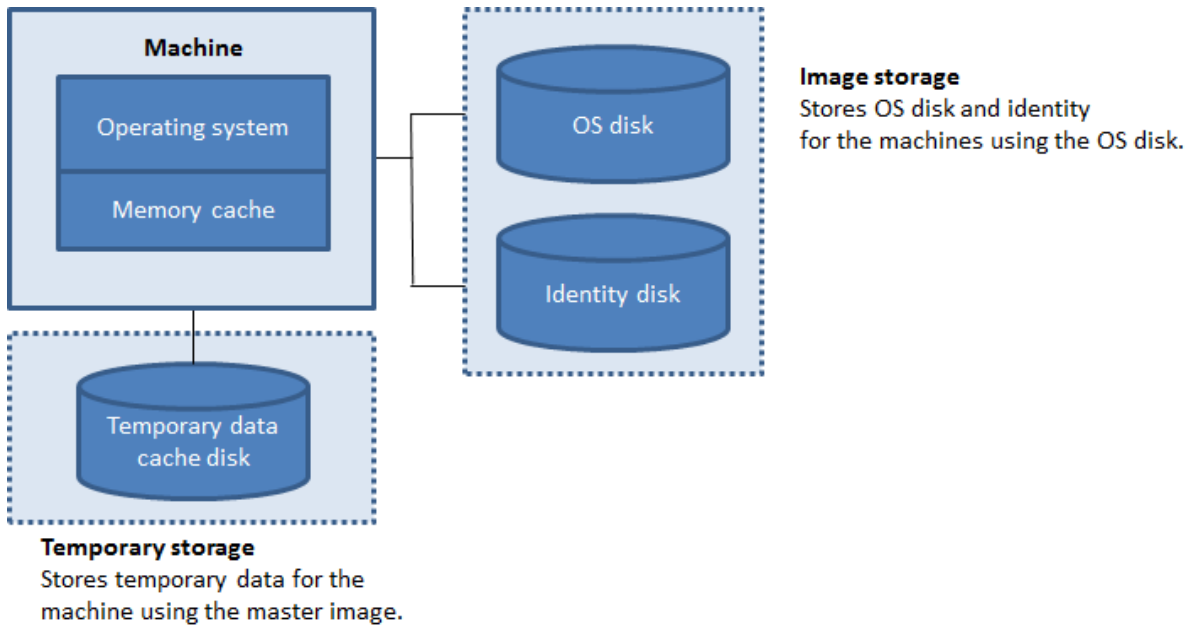 Machine
Operating system
Memory cache
OS disk
Identity disk
Image storage
Stores OS disk and identity
for the machines using the OS disk.
Temporary data
cache disk
Temporary storage
Stores temporary data for the
machine using the master image.